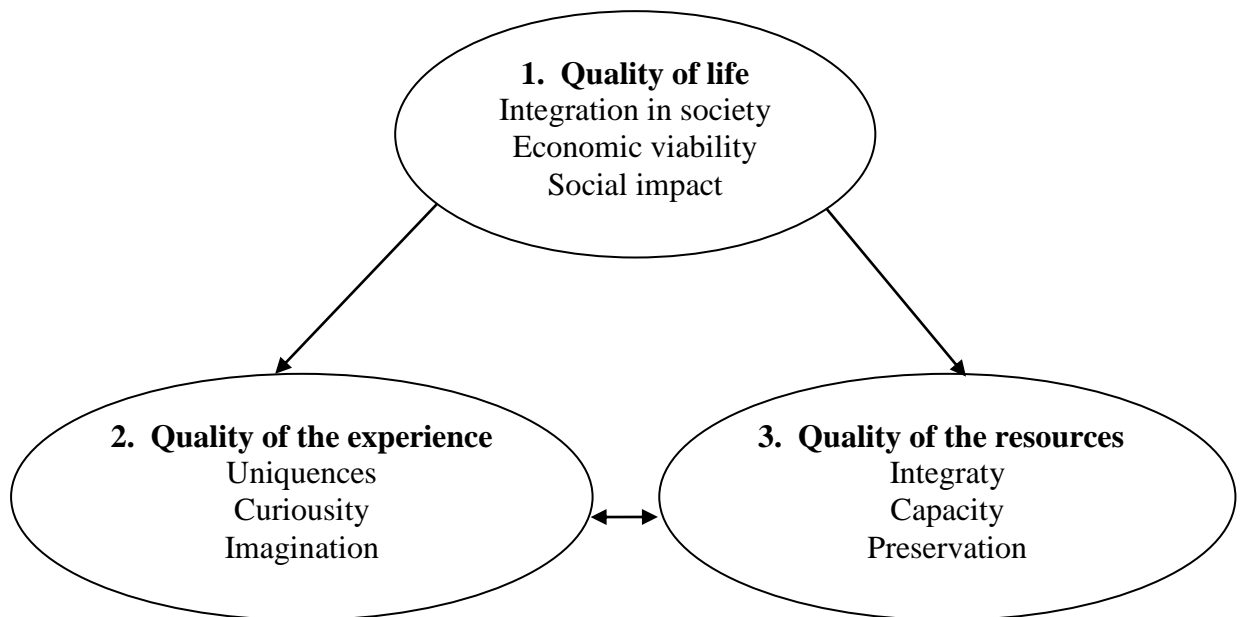 1. Quality of life
Integration in society
Economic viability
Social impact
2. Quality of the experience
Uniquences
Curiousity
Imagination
3. Quality of the resources
Integraty
Capacity
Preservation